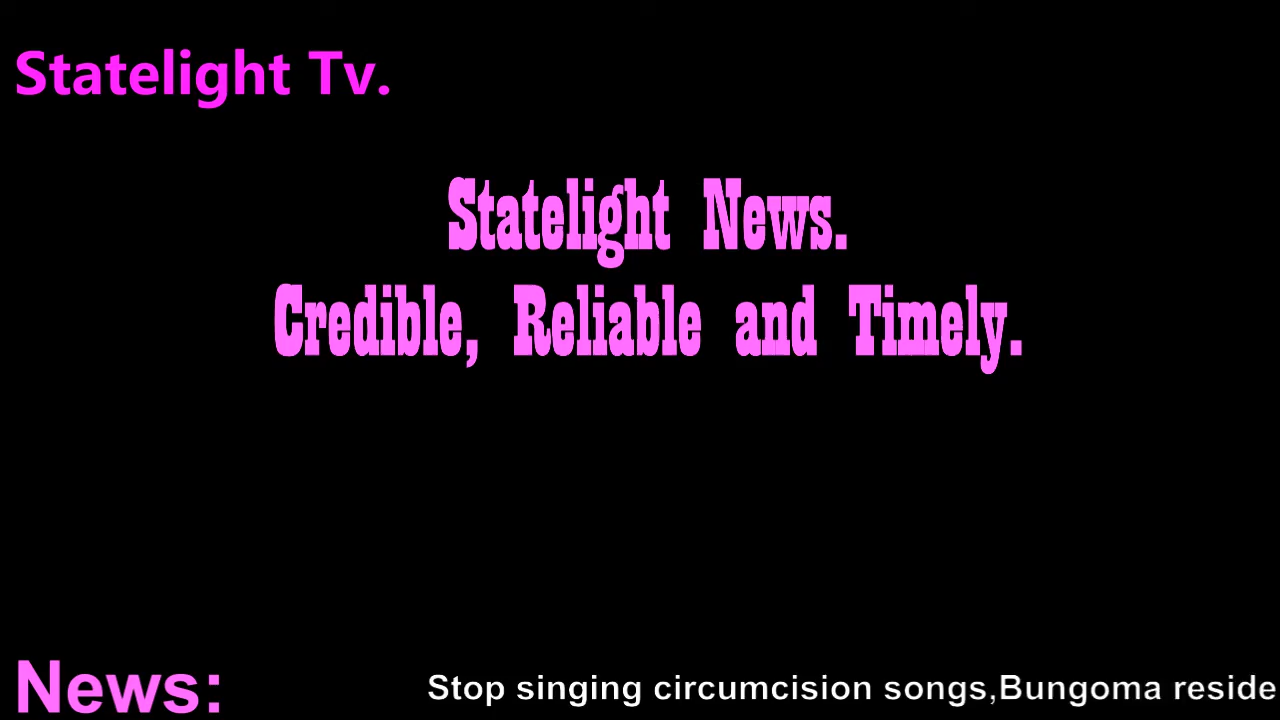 Statelight Tv.
Statelight News.
Credible, Reliable and Timely.
News:
Stop singing circumcision songs,Bungoma reside